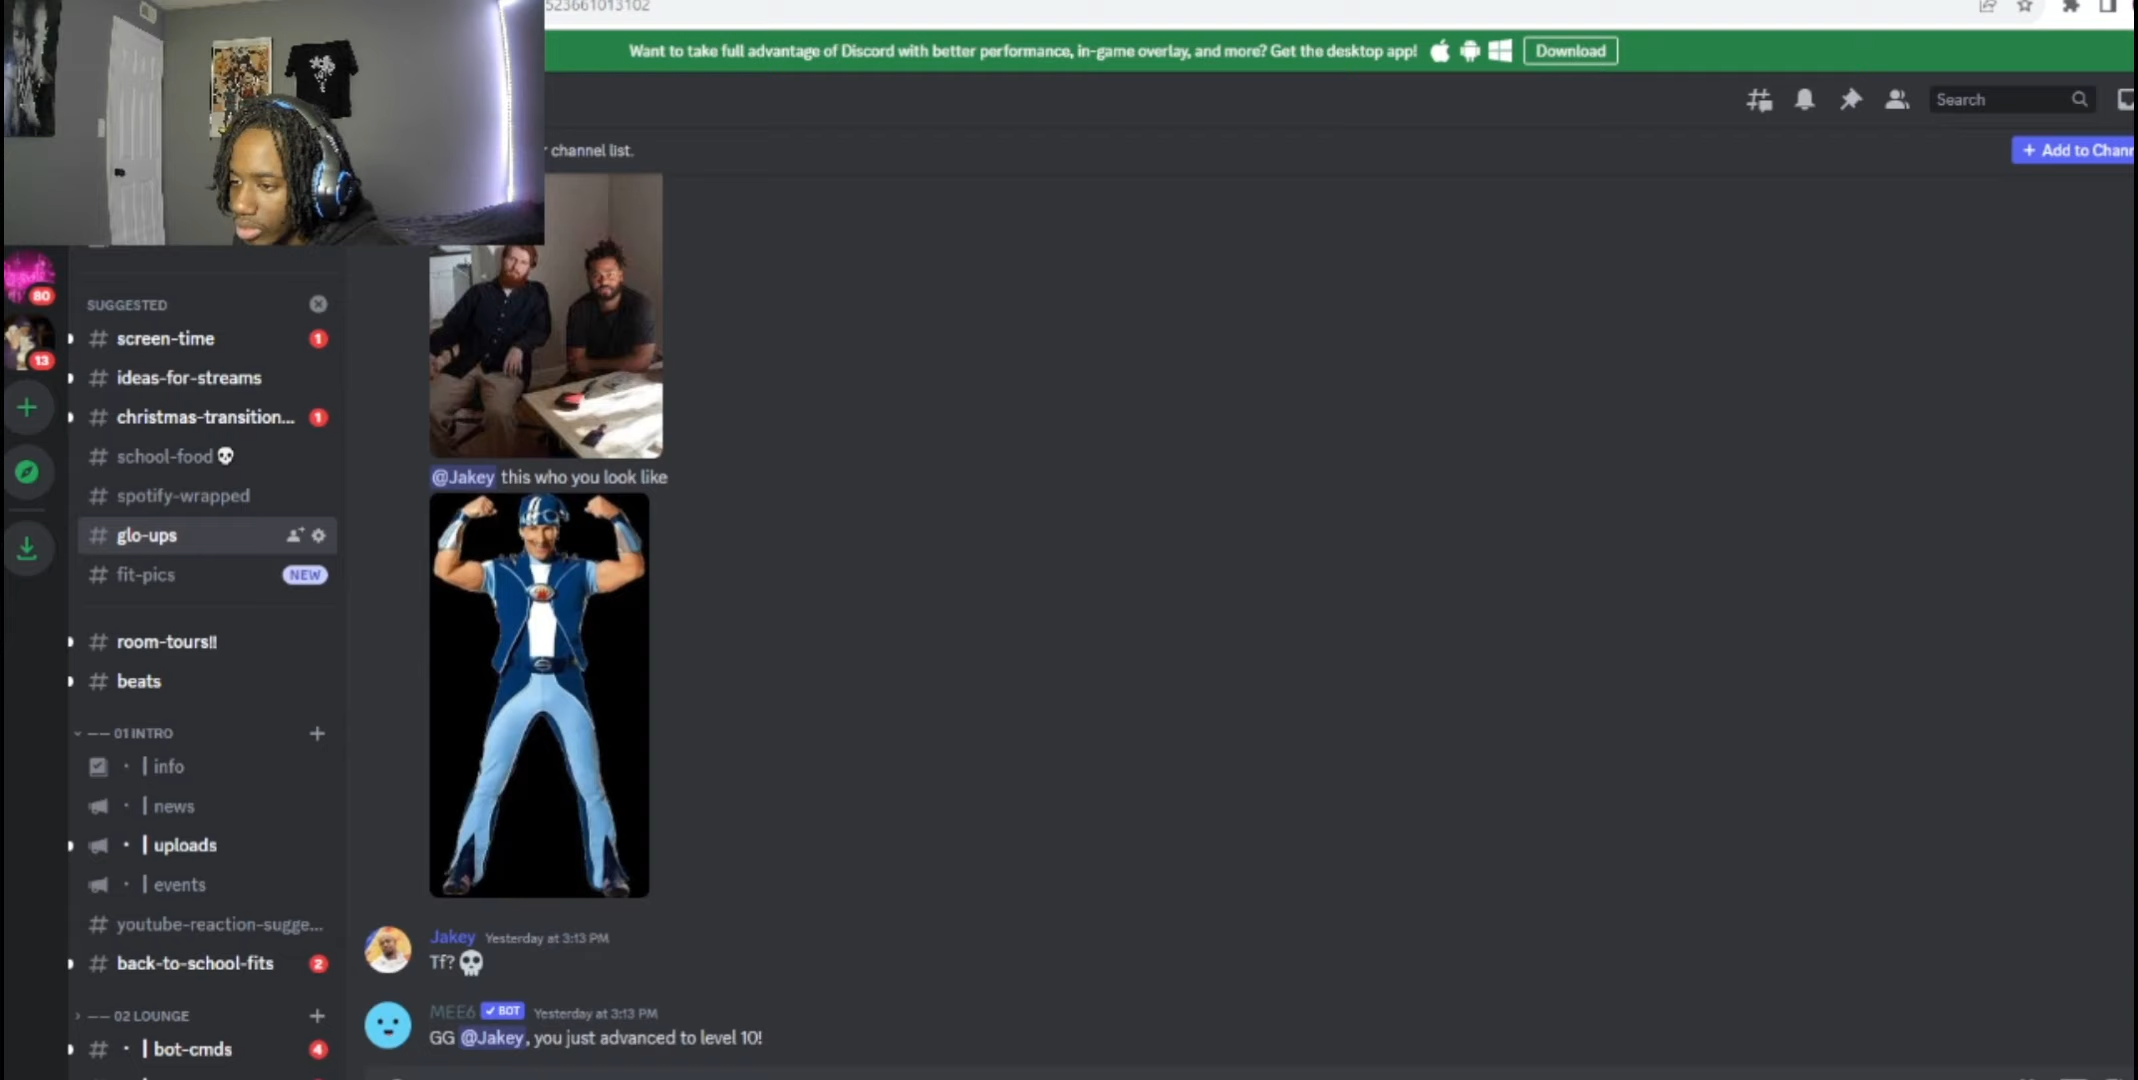 523661013102
Want to take full advantage of Discord with better performance, in-game overlay, and more? Get the desktop app!
Download
Search
channel list.
+ Add to Chann
80
13
SUGGESTED
# screen-time 1
# ideas-for-streams
# christmas-transition... 1
# school-food💀
# spotify-wrapped
# glo-ups
# fit-pics NEW
# room-tours!!
# beats
—— 01 INTRO +
· | info
· | news
· | uploads
· | events
# youtube-reaction-sugge...
# back-to-school-fits 2
—— 02 LOUNGE +
# · | bot-cmds 4
@Jakey this who you look like
Jakey Yesterday at 3:13 PM
Tf?💀
MEE6 ✓ BOT Yesterday at 3:13 PM
GG @Jakey, you just advanced to level 10!